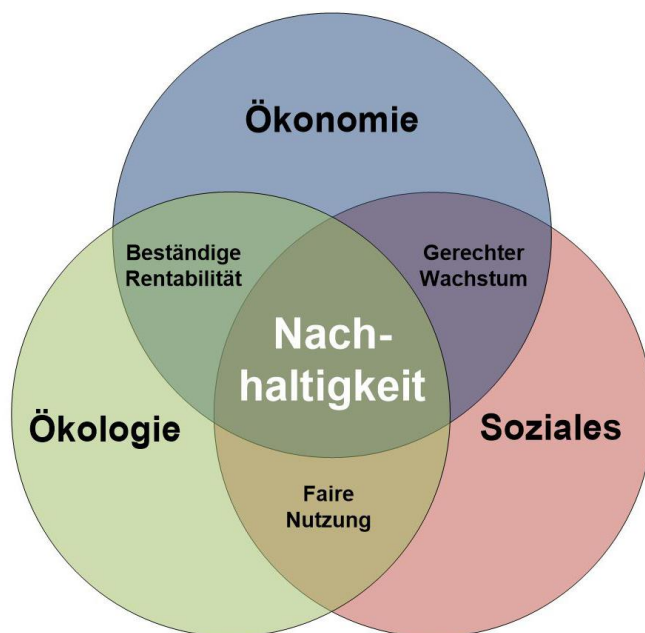 Ökonomie
Beständige
Rentabilität
Gerechter
Wachstum
Nach-
haltigkeit
Ökologie
Soziales
Faire
Nutzung